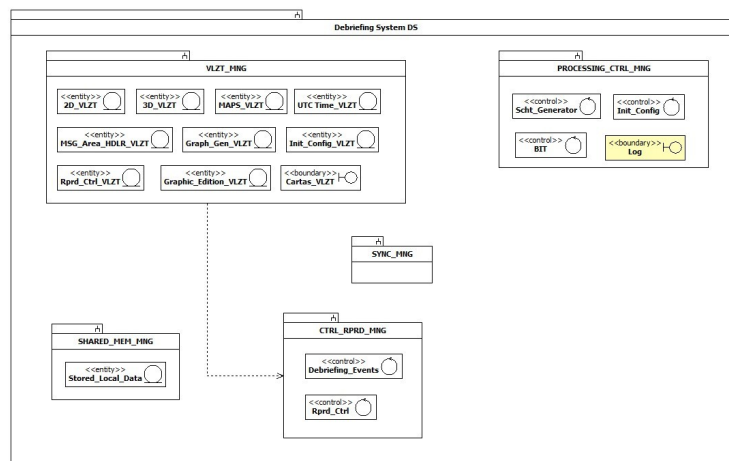 Debriefing System DS
VLZT_MNG
<<entity>>
2D_VLZT
<<entity>>
3D_VLZT
<<entity>>
MAPS_VLZT
<<entity>>
UTC Time_VLZT
<<entity>>
MSG_Area_HDLR_VLZT
<<entity>>
Graph_Gen_VLZT
<<entity>>
Init_Config_VLZT
<<entity>>
Rprd_Ctrl_VLZT
<<entity>>
Graphic_Edition_VLZT
<<boundary>>
Cartas_VLZT
PROCESSING_CTRL_MNG
<<control>>
Scht_Generator
<<control>>
Init_Config
<<control>>
BIT
<<boundary>>
Log
SYNC_MNG
SHARED_MEM_MNG
<<entity>>
Stored_Local_Data
CTRL_RPRD_MNG
<<control>>
Debriefing_Events
<<control>>
Rprd_Ctrl